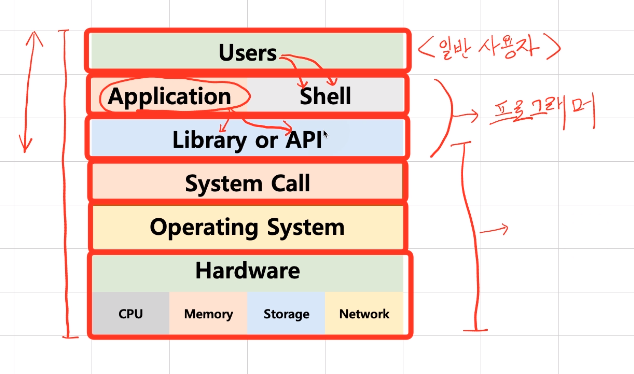 Users
<일반 사용자>
Application Shell
→ 프로그래머
Library or API
System Call
Operating System
Hardware
CPU Memory Storage Network